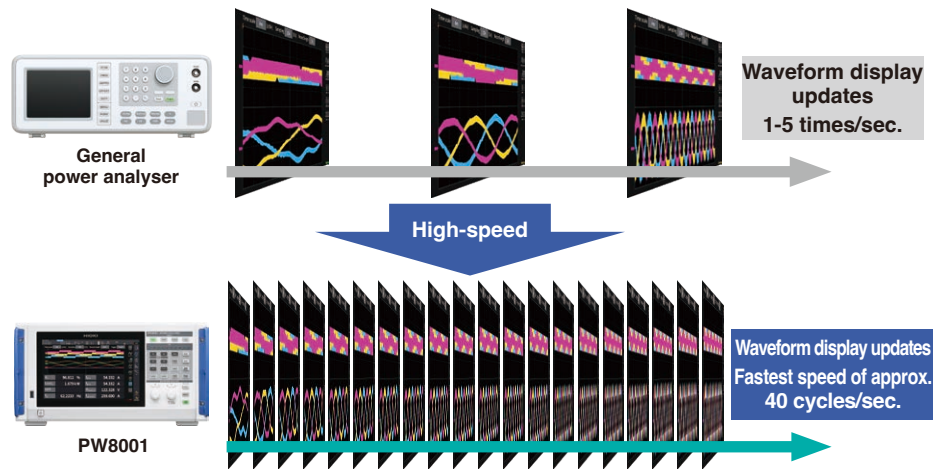 General
power analyser
Waveform display
updates
1-5 times/sec.
High-speed
PW8001
Waveform display updates
Fastest speed of approx.
40 cycles/sec.